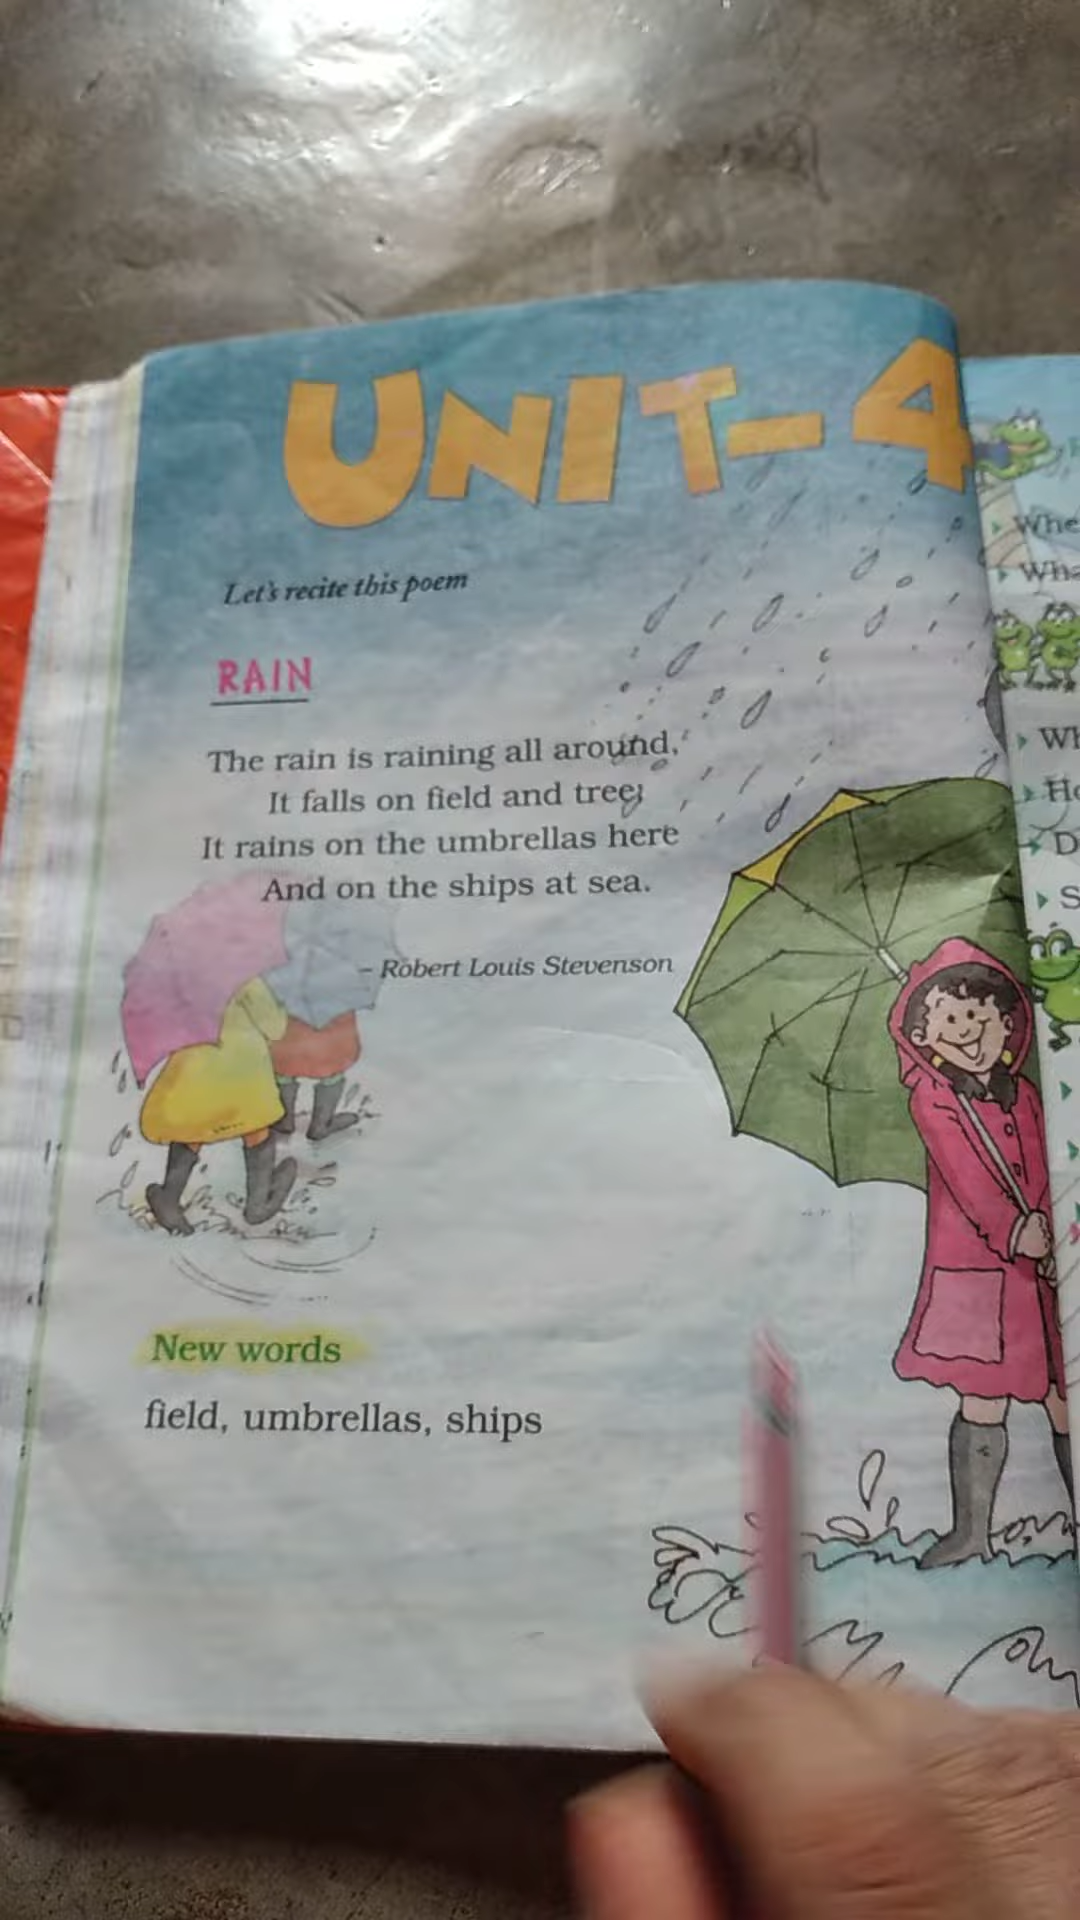 UNIT-4
Let's recite this poem
RAIN
The rain is raining all around,
It falls on field and tree;
It rains on the umbrellas here
And on the ships at sea.
– Robert Louis Stevenson
New words
field, umbrellas, ships